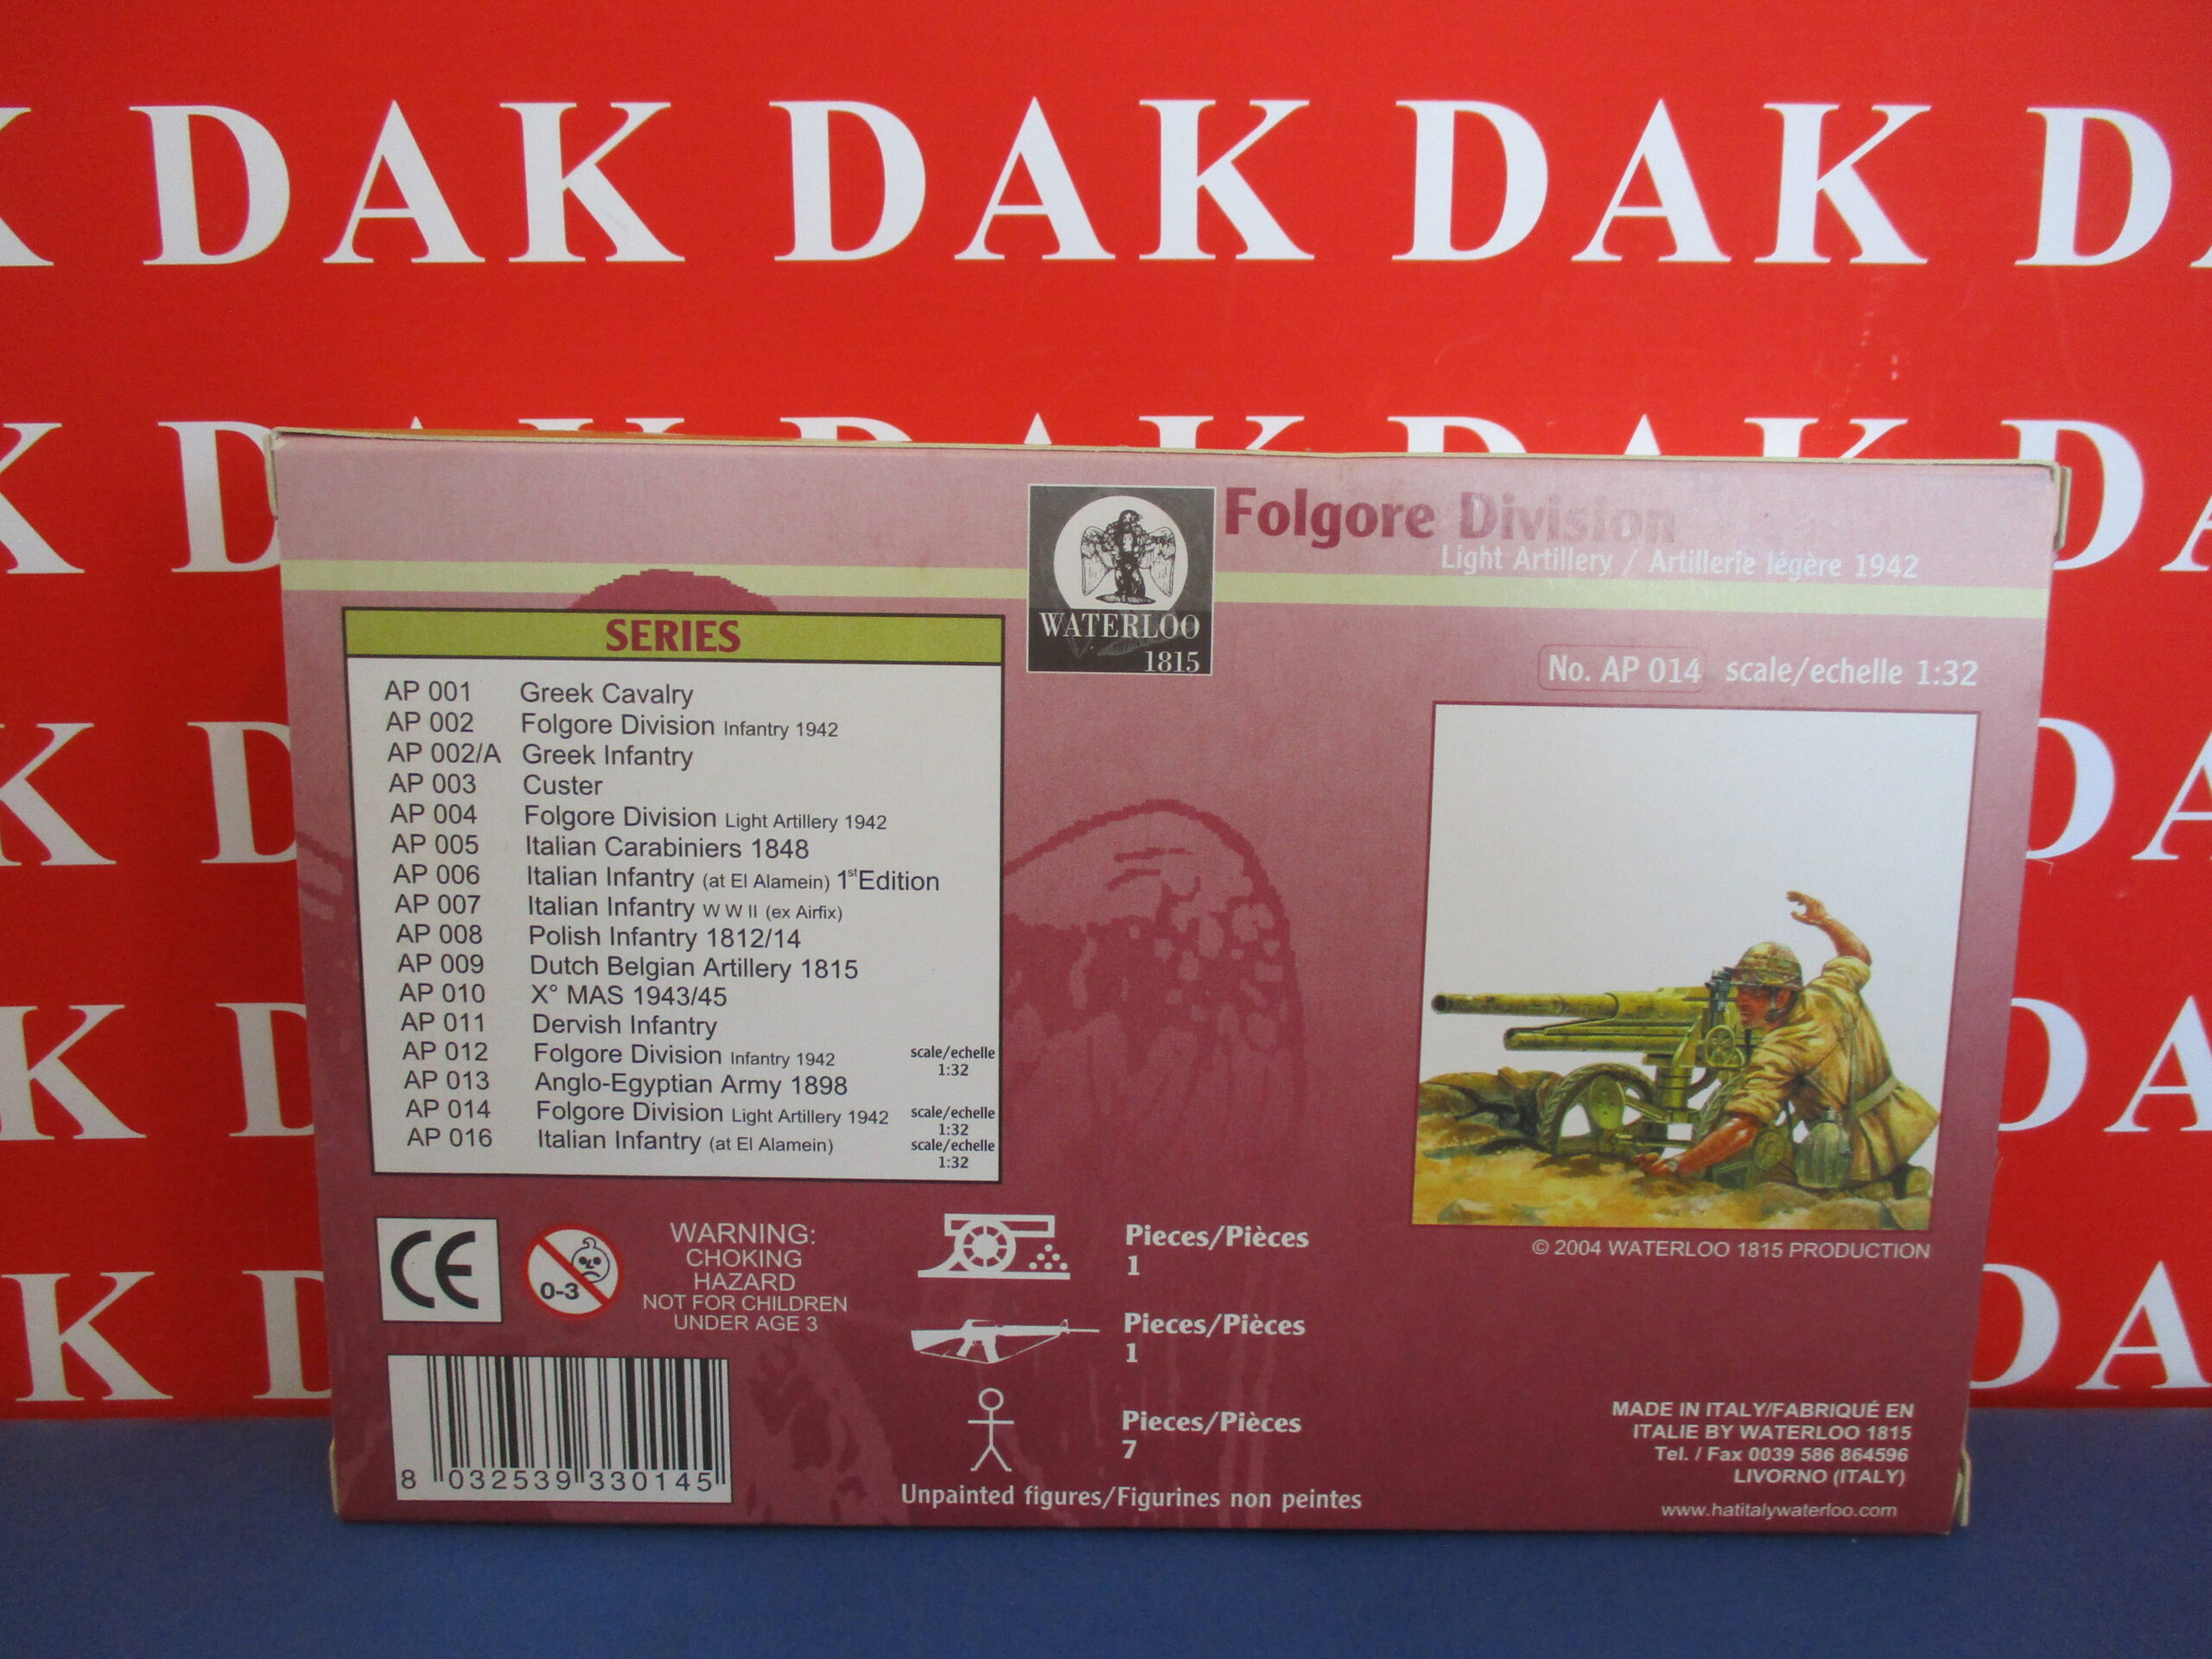 K DAK DAK DAK DA
K DAK DAK DAK DA
K D DA
K D DA
K D DA
Folgore Division
Light Artillery / Artillerie légère 1942
WATERLOO
1815
No. AP 014 scale/echelle 1:32
SERIES
AP 001 Greek Cavalry
AP 002 Folgore Division Infantry 1942
AP 002/A Greek Infantry
AP 003 Custer
AP 004 Folgore Division Light Artillery 1942
AP 005 Italian Carabiniers 1848
AP 006 Italian Infantry (at El Alamein) 1st Edition
AP 007 Italian Infantry W W II (ex Airfix)
AP 008 Polish Infantry 1812/14
AP 009 Dutch Belgian Artillery 1815
AP 010 X° MAS 1943/45
AP 011 Dervish Infantry
AP 012 Folgore Division Infantry 1942 scale/echelle
1:32
AP 013 Anglo-Egyptian Army 1898
AP 014 Folgore Division Light Artillery 1942 scale/echelle
1:32
AP 016 Italian Infantry (at El Alamein) scale/echelle
1:32
CE
0-3
WARNING:
CHOKING
HAZARD
NOT FOR CHILDREN
UNDER AGE 3
8 032539 330145
Pieces/Pièces
1
Pieces/Pièces
1
Pieces/Pièces
7
Unpainted figures/Figurines non peintes
© 2004 WATERLOO 1815 PRODUCTION
MADE IN ITALY/FABRIQUÉ EN
ITALIE BY WATERLOO 1815
Tel. / Fax 0039 586 864596
LIVORNO (ITALY)
www.hatitalywaterloo.com